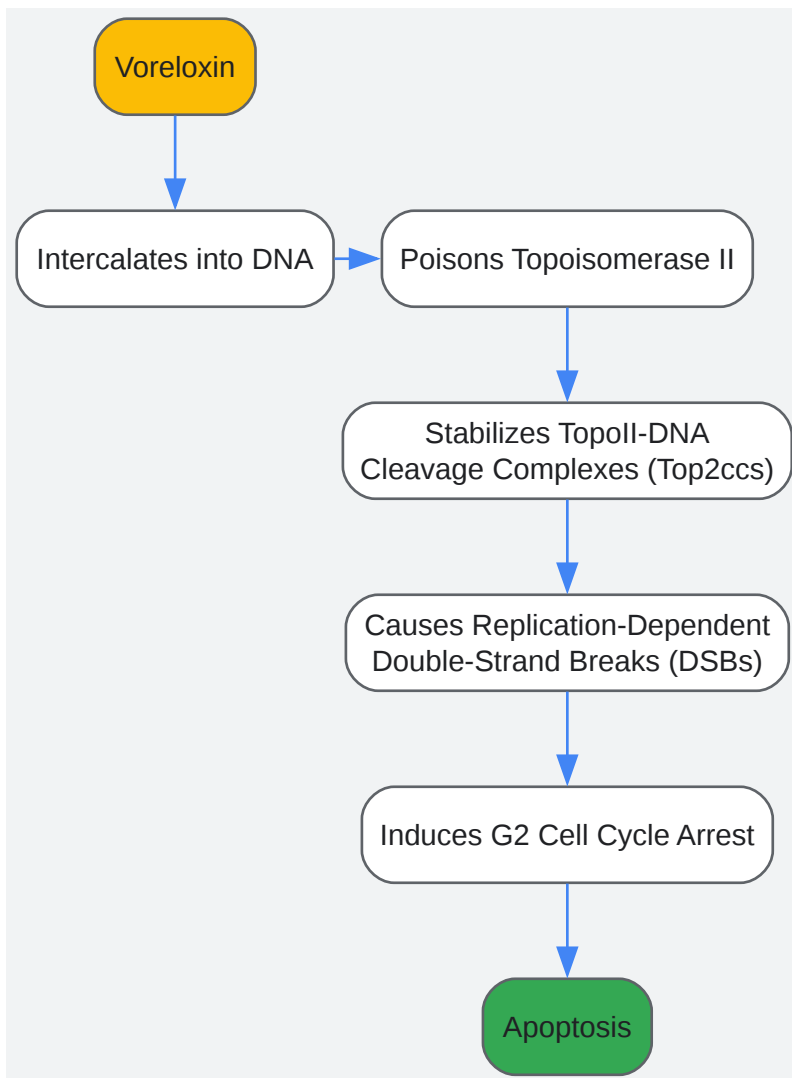 Voreloxin
Intercalates into DNA
Poisons Topoisomerase II
Stabilizes TopoII-DNA
Cleavage Complexes (Top2ccs)
Causes Replication-Dependent
Double-Strand Breaks (DSBs)
Induces G2 Cell Cycle Arrest
Apoptosis